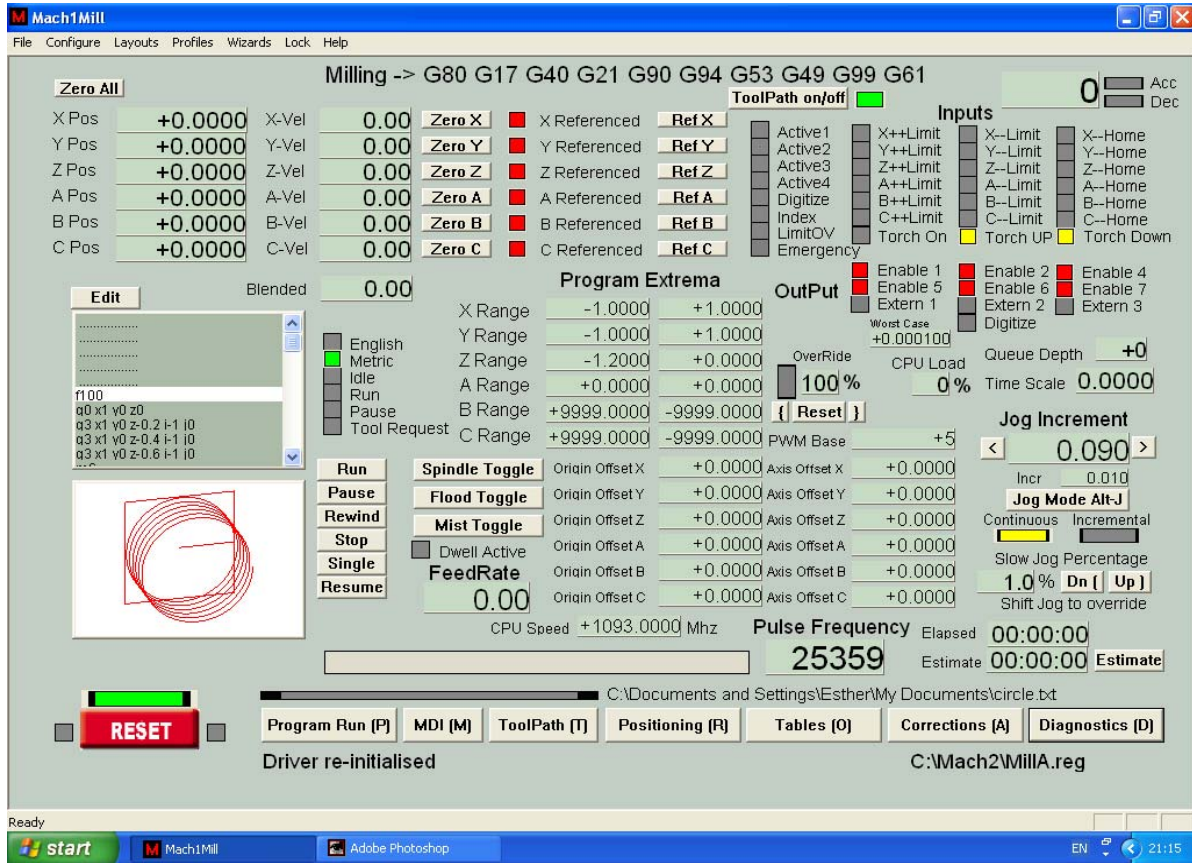 Mach1Mill
File Configure Layouts Profiles Wizards Lock Help
Milling -> G80 G17 G40 G21 G90 G94 G53 G49 G99 G61
Zero All
ToolPath on/off
0
Acc
Dec
Inputs
X Pos +0.0000 X-Vel 0.00 Zero X X Referenced Ref X
Y Pos +0.0000 Y-Vel 0.00 Zero Y Y Referenced Ref Y
Z Pos +0.0000 Z-Vel 0.00 Zero Z Z Referenced Ref Z
A Pos +0.0000 A-Vel 0.00 Zero A A Referenced Ref A
B Pos +0.0000 B-Vel 0.00 Zero B B Referenced Ref B
C Pos +0.0000 C-Vel 0.00 Zero C C Referenced Ref C
Active1 X++Limit X--Limit X--Home
Active2 Y++Limit Y--Limit Y--Home
Active3 Z++Limit Z--Limit Z--Home
Active4 A++Limit A--Limit A--Home
Digitize B++Limit B--Limit B--Home
Index C++Limit C--Limit C--Home
LimitOV Torch On Torch UP Torch Down
Emergency
Edit
Blended 0.00
Program Extrema
X Range -1.0000 +1.0000
Y Range -1.0000 +1.0000
Z Range -1.2000 +0.0000
A Range +0.0000 +0.0000
B Range +9999.0000 -9999.0000
C Range +9999.0000 -9999.0000
OutPut
Enable 1 Enable 2 Enable 4
Enable 5 Enable 6 Enable 7
Extern 1 Extern 2 Extern 3
Digitize
Worst Case
+0.000100
OverRide
100 %
CPU Load
0 %
Queue Depth +0
Time Scale 0.0000
{ Reset }
PWM Base +5
................
................
................
................
f100
g0 x1 y0 z0
g3 x1 y0 z-0.2 i-1 j0
g3 x1 y0 z-0.4 i-1 j0
g3 x1 y0 z-0.6 i-1 j0
English
Metric
Idle
Run
Pause
Tool Request
Jog Increment
< 0.090 >
Incr 0.010
Jog Mode Alt-J
Continuous Incremental
Slow Jog Percentage
1.0 % Dn ( Up )
Shift Jog to override
Run
Pause
Rewind
Stop
Single
Resume
Spindle Toggle
Flood Toggle
Mist Toggle
Dwell Active
FeedRate
0.00
Origin Offset X +0.0000 Axis Offset X +0.0000
Origin Offset Y +0.0000 Axis Offset Y +0.0000
Origin Offset Z +0.0000 Axis Offset Z +0.0000
Origin Offset A +0.0000 Axis Offset A +0.0000
Origin Offset B +0.0000 Axis Offset B +0.0000
Origin Offset C +0.0000 Axis Offset C +0.0000
CPU Speed +1093.0000 Mhz
Pulse Frequency
25359
Elapsed 00:00:00
Estimate 00:00:00 Estimate
C:\Documents and Settings\Esther\My Documents\circle.txt
RESET
Program Run (P) MDI (M) ToolPath (T) Positioning (R) Tables (O) Corrections (A) Diagnostics (D)
Driver re-initialised
C:\Mach2\MillA.reg
Ready
start Mach1Mill Adobe Photoshop EN 21:15